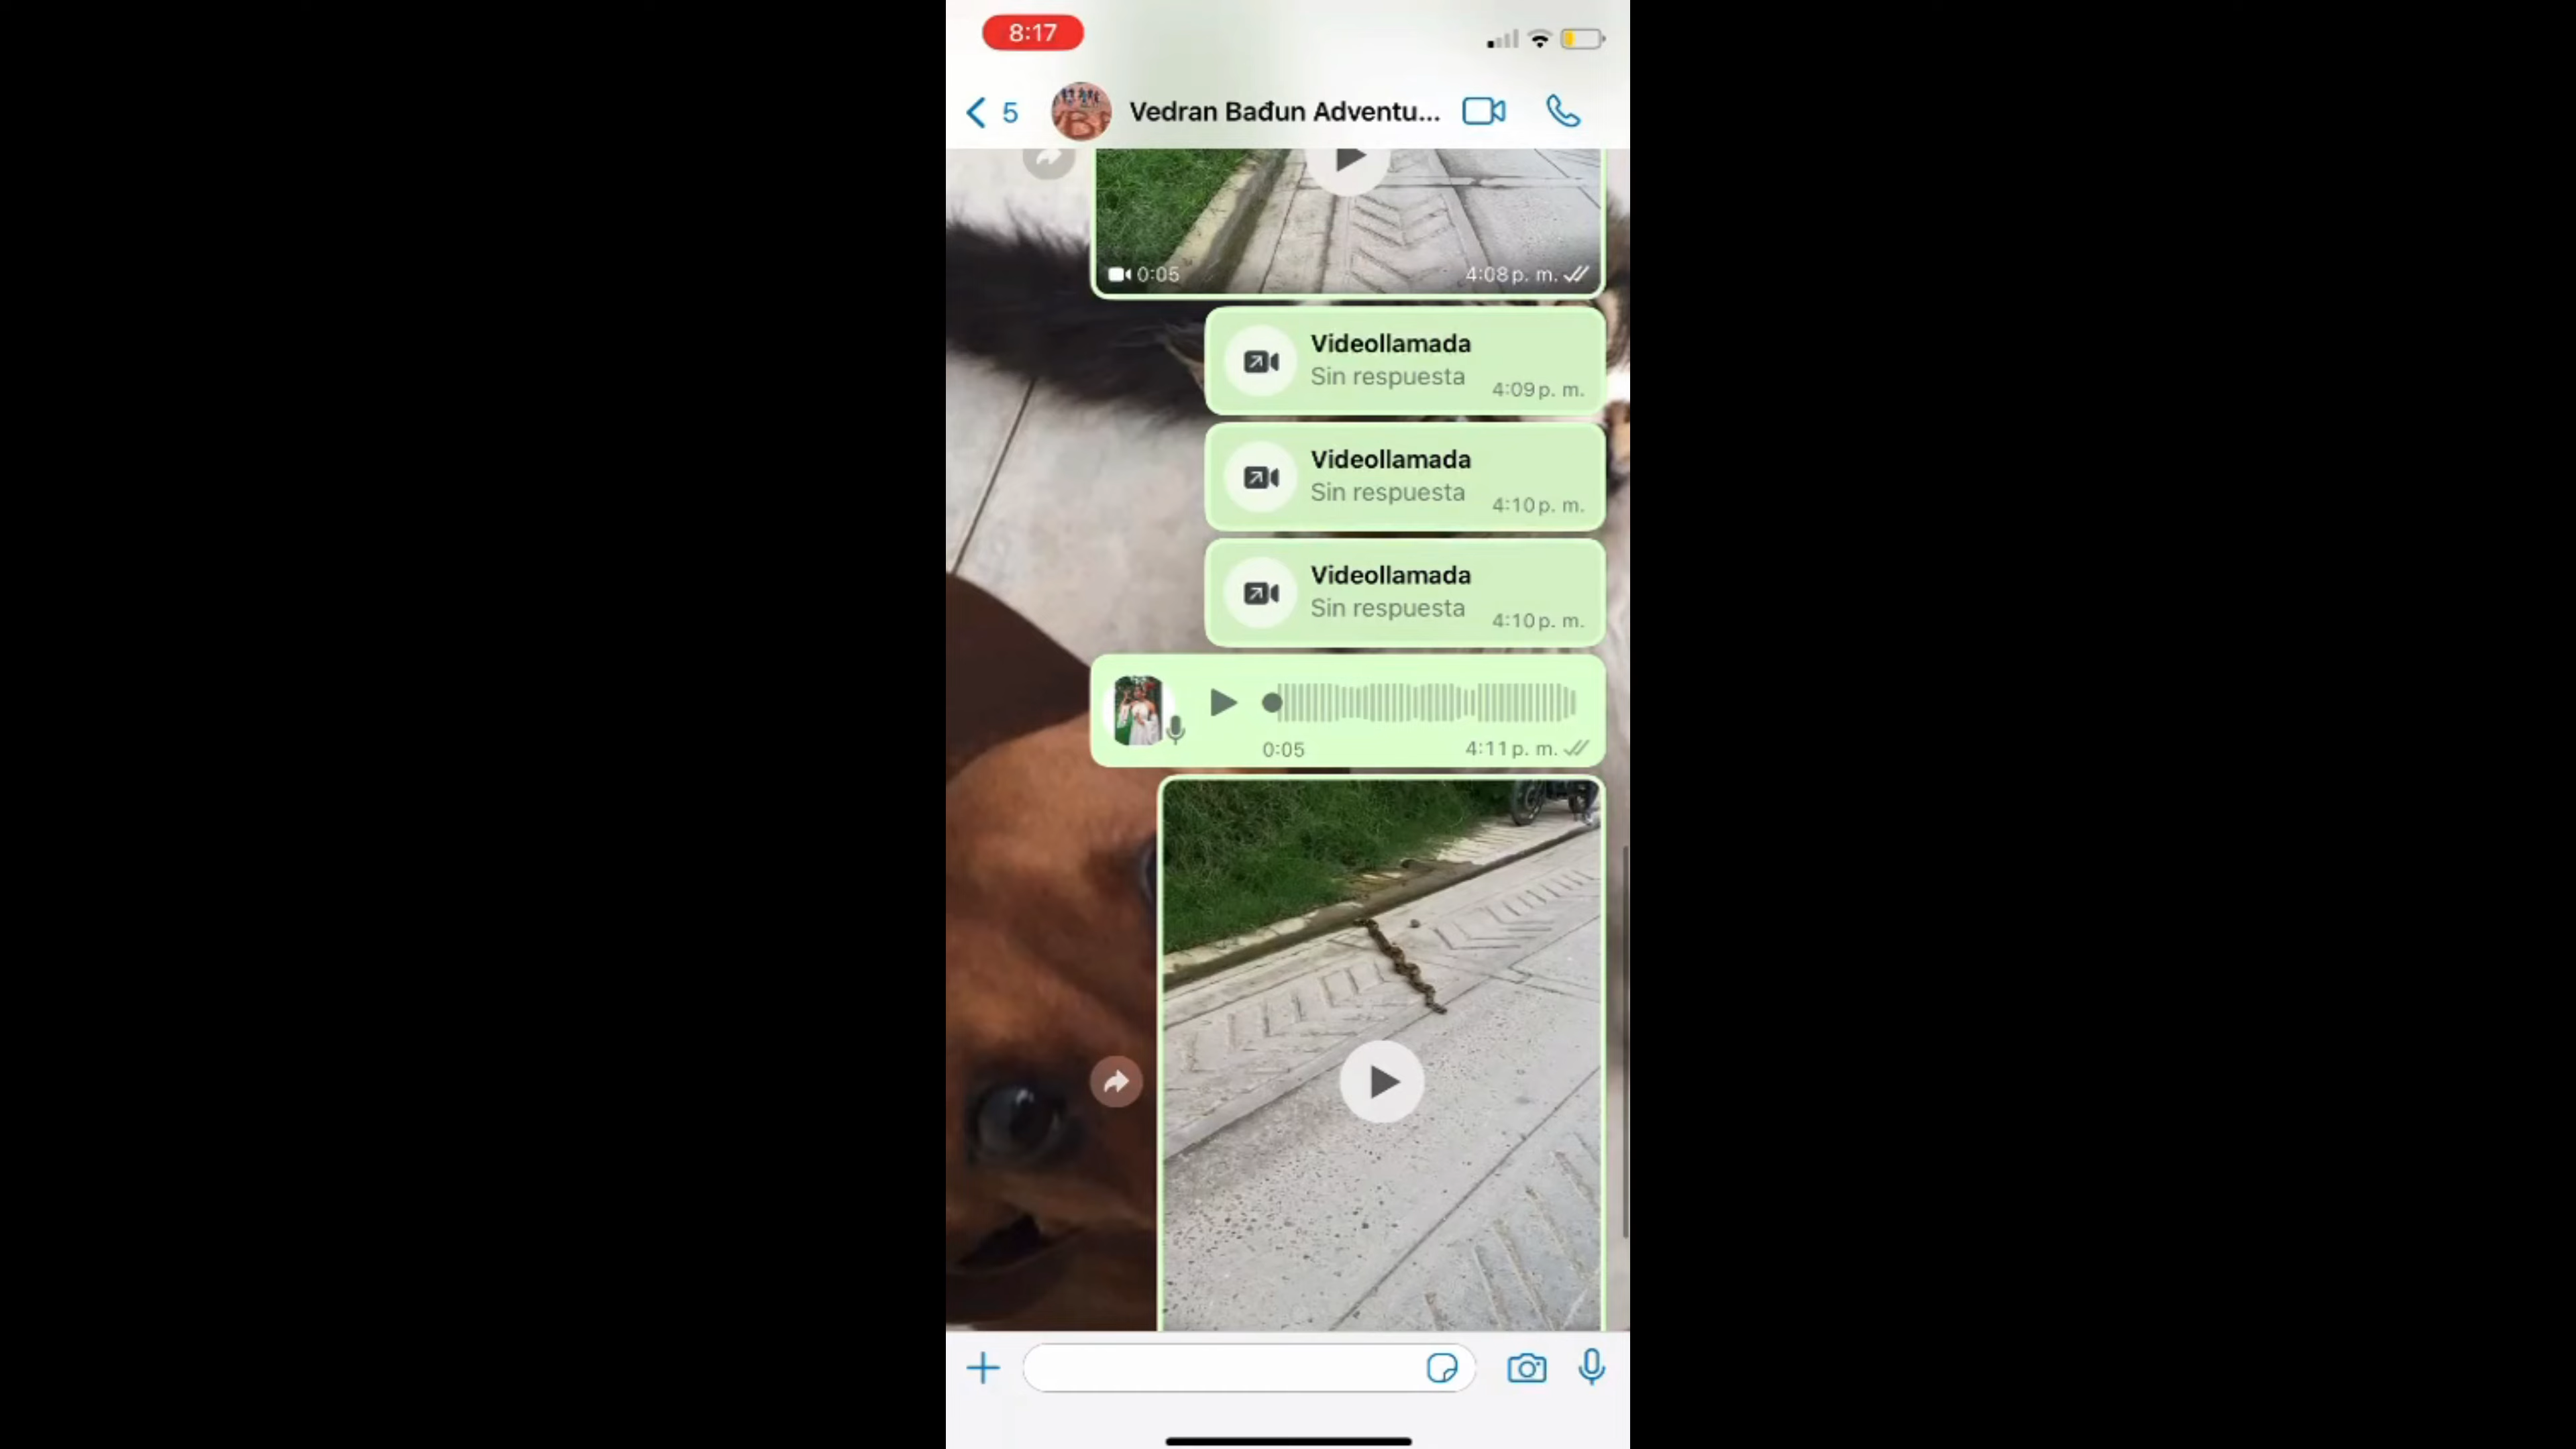 8:17
5
Vedran Bađun Adventu...
0:05
4:08 p. m.
Videollamada
Sin respuesta
4:09 p. m.
Videollamada
Sin respuesta
4:10 p. m.
Videollamada
Sin respuesta
4:10 p. m.
0:05
4:11 p. m.